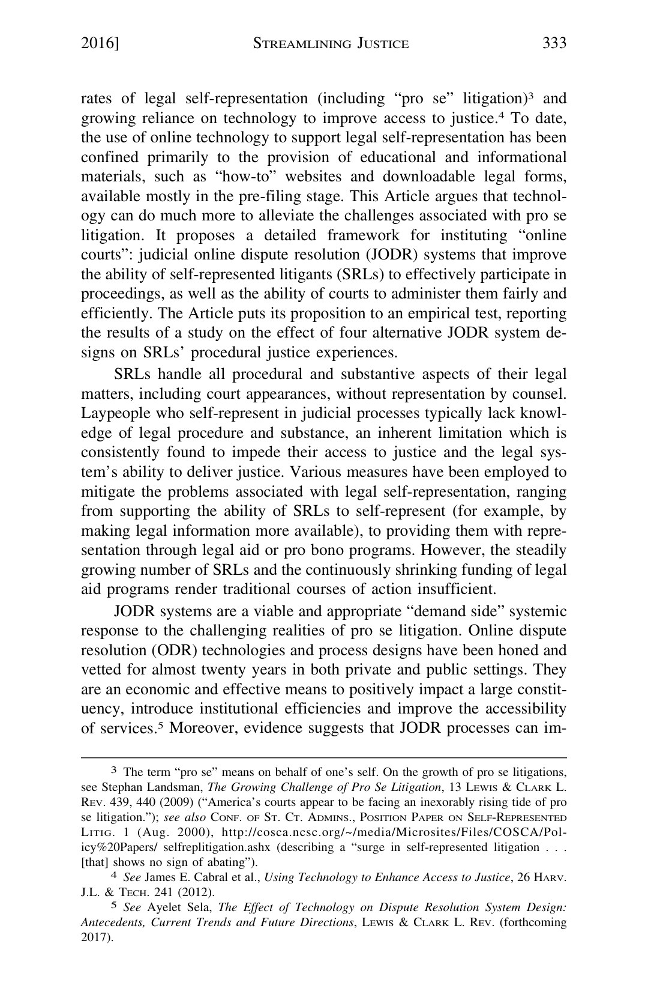 2016] STREAMLINING JUSTICE 333
rates of legal self-representation (including “pro se” litigation)3 and
growing reliance on technology to improve access to justice.4 To date,
the use of online technology to support legal self-representation has been
confined primarily to the provision of educational and informational
materials, such as “how-to” websites and downloadable legal forms,
available mostly in the pre-filing stage. This Article argues that technol-
ogy can do much more to alleviate the challenges associated with pro se
litigation. It proposes a detailed framework for instituting “online
courts”: judicial online dispute resolution (JODR) systems that improve
the ability of self-represented litigants (SRLs) to effectively participate in
proceedings, as well as the ability of courts to administer them fairly and
efficiently. The Article puts its proposition to an empirical test, reporting
the results of a study on the effect of four alternative JODR system de-
signs on SRLs’ procedural justice experiences.
SRLs handle all procedural and substantive aspects of their legal
matters, including court appearances, without representation by counsel.
Laypeople who self-represent in judicial processes typically lack knowl-
edge of legal procedure and substance, an inherent limitation which is
consistently found to impede their access to justice and the legal sys-
tem’s ability to deliver justice. Various measures have been employed to
mitigate the problems associated with legal self-representation, ranging
from supporting the ability of SRLs to self-represent (for example, by
making legal information more available), to providing them with repre-
sentation through legal aid or pro bono programs. However, the steadily
growing number of SRLs and the continuously shrinking funding of legal
aid programs render traditional courses of action insufficient.
JODR systems are a viable and appropriate “demand side” systemic
response to the challenging realities of pro se litigation. Online dispute
resolution (ODR) technologies and process designs have been honed and
vetted for almost twenty years in both private and public settings. They
are an economic and effective means to positively impact a large constit-
uency, introduce institutional efficiencies and improve the accessibility
of services.5 Moreover, evidence suggests that JODR processes can im-
3 The term “pro se” means on behalf of one’s self. On the growth of pro se litigations,
see Stephan Landsman, The Growing Challenge of Pro Se Litigation, 13 LEWIS & CLARK L.
REV. 439, 440 (2009) (“America’s courts appear to be facing an inexorably rising tide of pro
se litigation.”); see also CONF. OF ST. CT. ADMINS., POSITION PAPER ON SELF-REPRESENTED
LITIG. 1 (Aug. 2000), http://cosca.ncsc.org/~/media/Microsites/Files/COSCA/Pol-
icy%20Papers/ selfreplitigation.ashx (describing a “surge in self-represented litigation . . .
[that] shows no sign of abating”).
4 See James E. Cabral et al., Using Technology to Enhance Access to Justice, 26 HARV.
J.L. & TECH. 241 (2012).
5 See Ayelet Sela, The Effect of Technology on Dispute Resolution System Design:
Antecedents, Current Trends and Future Directions, LEWIS & CLARK L. REV. (forthcoming
2017).